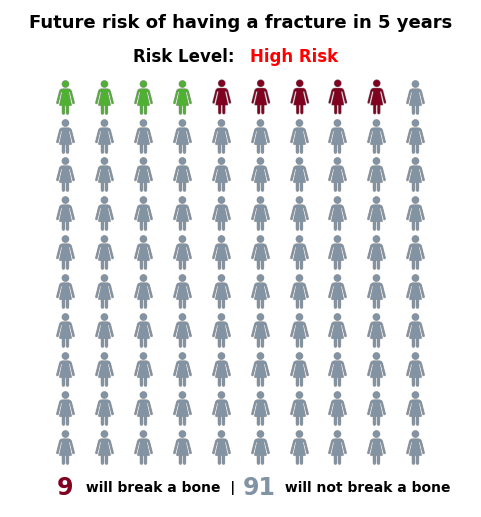 Future risk of having a fracture in 5 years
Risk Level: High Risk
9 will break a bone | 91 will not break a bone